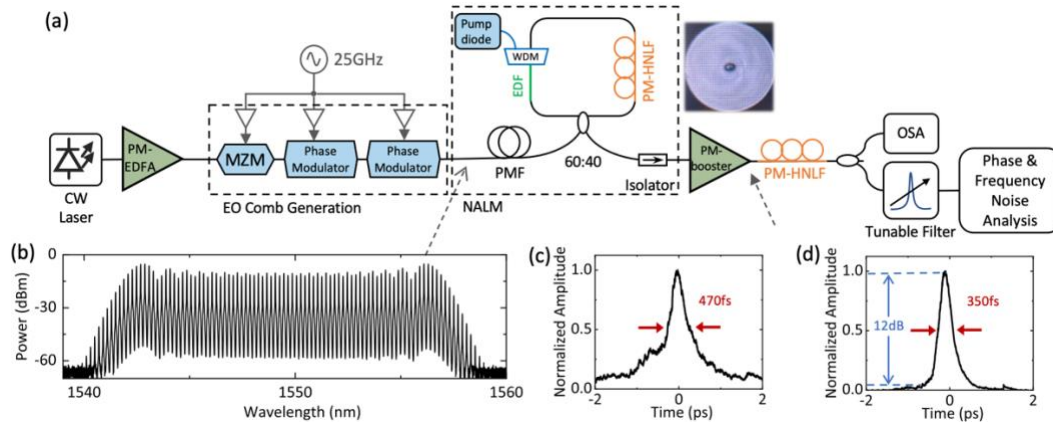 (a)
25GHz
Pump
diode
WDM
EDF
PM-HNLF
CW
Laser
PM-
EDFA
MZM
Phase
Modulator
Phase
Modulator
EO Comb Generation
PMF
NALM
60:40
Isolator
PM-
booster
PM-HNLF
OSA
Tunable Filter
Phase &
Frequency
Noise
Analysis
(b)
Power (dBm)
0
-30
-60
1540
1550
1560
Wavelength (nm)
(c)
Normalized Amplitude
1.0
0.5
0.0
470fs
-2
0
2
Time (ps)
(d)
Normalized Amplitude
1.0
0.5
0.0
12dB
350fs
-2
0
2
Time (ps)